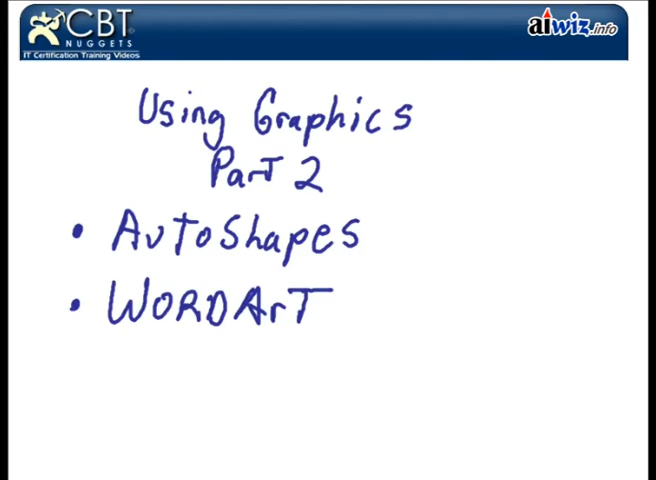 CBT
NUGGETS
IT Certification Training Videos
aiwiz.info
Using Graphics
Part 2
• AutoShapes
• WORDArT